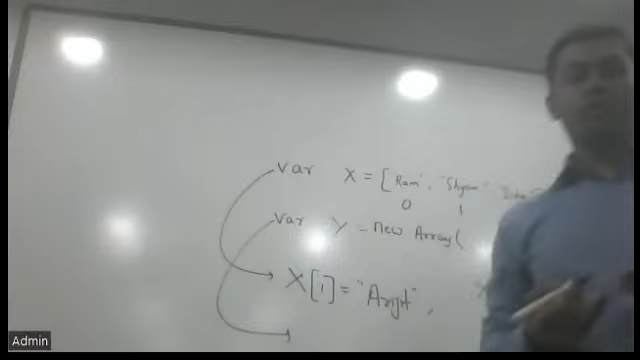 var X = ["Ram", "Shyam"
0 1
var Y = new Array(
X[1] = "Arijit",
Admin